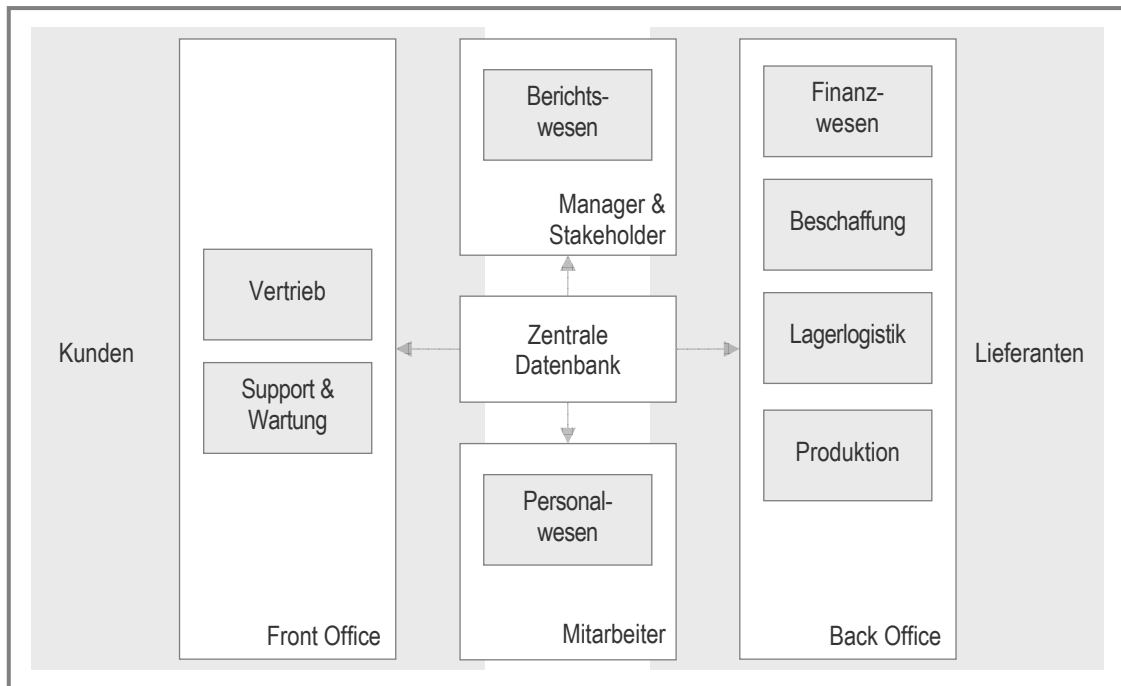 Kunden
Vertrieb
Support &
Wartung
Front Office
Berichts-
wesen
Manager &
Stakeholder
Zentrale
Datenbank
Personal-
wesen
Mitarbeiter
Finanz-
wesen
Beschaffung
Lagerlogistik
Produktion
Back Office
Lieferanten